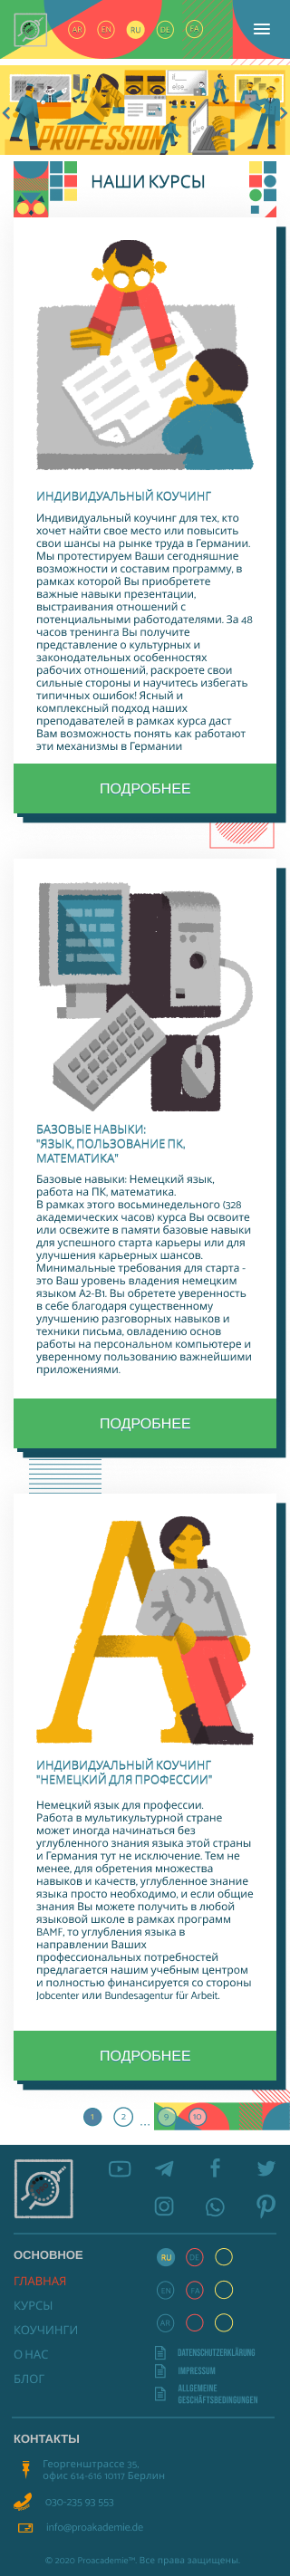 AR EN RU DE FA
PROFESSION
НАШИ КУРСЫ
ИНДИВИДУАЛЬНЫЙ КОУЧИНГ
Индивидуальный коучинг для тех, кто
хочет найти свое место или повысить
свои шансы на рынке труда в Германии.
Мы протестируем Ваши сегодняшние
возможности и составим программу, в
рамках которой Вы приобретете
важные навыки презентации,
выстраивания отношений с
потенциальными работодателями. За 48
часов тренинга Вы получите
представление о культурных и
законодательных особенностях
рабочих отношений, раскроете свои
сильные стороны и научитесь избегать
типичных ошибок! Ясный и
комплексный подход наших
преподавателей в рамках курса даст
Вам возможность понять как работают
эти механизмы в Германии
ПОДРОБНЕЕ
БАЗОВЫЕ НАВЫКИ:
"ЯЗЫК, ПОЛЬЗОВАНИЕ ПК,
МАТЕМАТИКА"
Базовые навыки: Немецкий язык,
работа на ПК, математика.
В рамках этого восьминедельного (328
академических часов) курса Вы освоите
или освежите в памяти базовые навыки
для успешного старта карьеры или для
улучшения карьерных шансов.
Минимальные требования для старта -
это Ваш уровень владения немецким
языком А2-В1. Вы обретете уверенность
в себе благодаря существенному
улучшению разговорных навыков и
техники письма, овладению основ
работы на персональном компьютере и
уверенному пользованию важнейшими
приложениями.
ПОДРОБНЕЕ
ИНДИВИДУАЛЬНЫЙ КОУЧИНГ
"НЕМЕЦКИЙ ДЛЯ ПРОФЕССИИ"
Немецкий язык для профессии.
Работа в мультикультурной стране
может иногда начинаться без
углубленного знания языка этой страны
и Германия тут не исключение. Тем не
менее, для обретения множества
навыков и качеств, углубленное знание
языка просто необходимо, и если общие
знания Вы можете получить в любой
языковой школе в рамках программ
BAMF, то углубления языка в
направлении Ваших
профессиональных потребностей
предлагается нашим учебным центром
и полностью финансируется со стороны
Jobcenter или Bundesagentur für Arbeit.
ПОДРОБНЕЕ
1 2 ... 9 10
ОСНОВНОЕ
ГЛАВНАЯ
КУРСЫ
КОУЧИНГИ
О НАС
БЛОГ
RU DE
EN FA
AR
DATENSCHUTZERKLÄRUNG
IMPRESSUM
ALLGEMEINE
GESCHÄFTSBEDINGUNGEN
КОНТАКТЫ
Георгенштрассе 35,
офис 614-616 10117 Берлин
030-235 93 553
info@proakademie.de
© 2020 Proacademie™. Все права защищены.